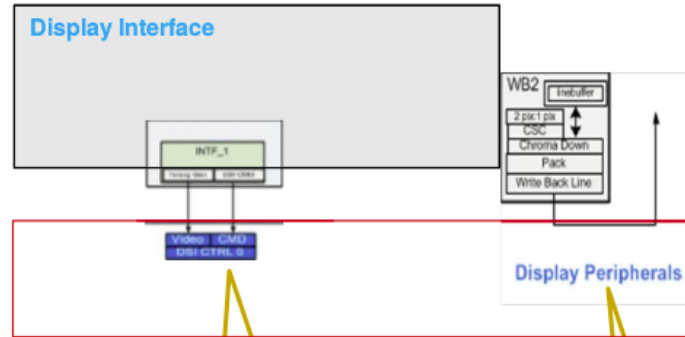 Display Interface
WB2
linebuffer
2 pix:1 pix
CSC
Chroma Down
Pack
Write Back Line
INTF_1
Timing Gen DSI CMD
Video CMD
DSI CTRL 0
Display Peripherals